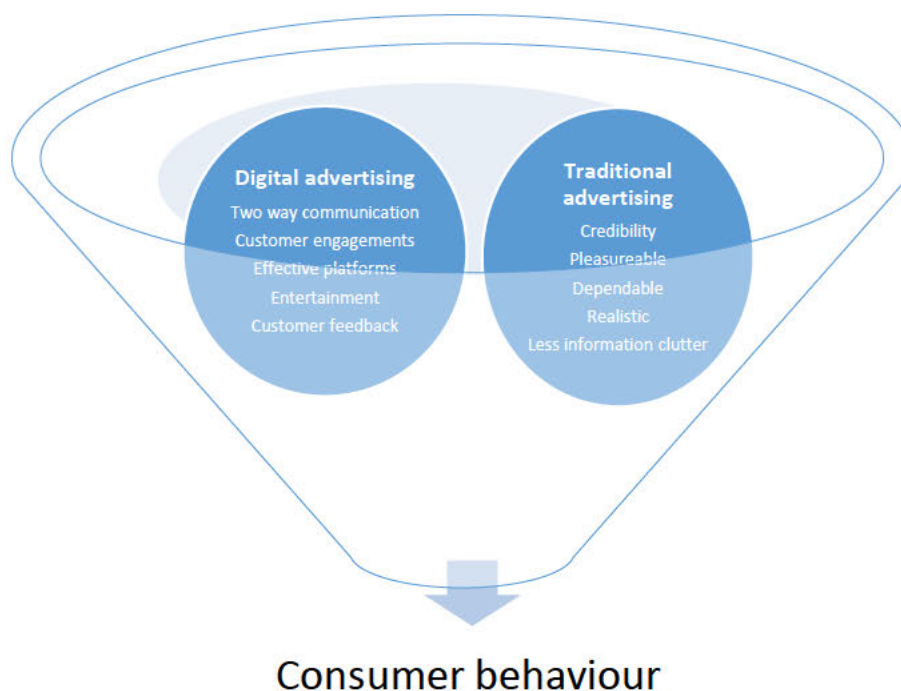 Digital advertising
Two way communication
Customer engagements
Effective platforms
Entertainment
Customer feedback
Traditional
advertising
Credibility
Pleasureable
Dependable
Realistic
Less information clutter
Consumer behaviour